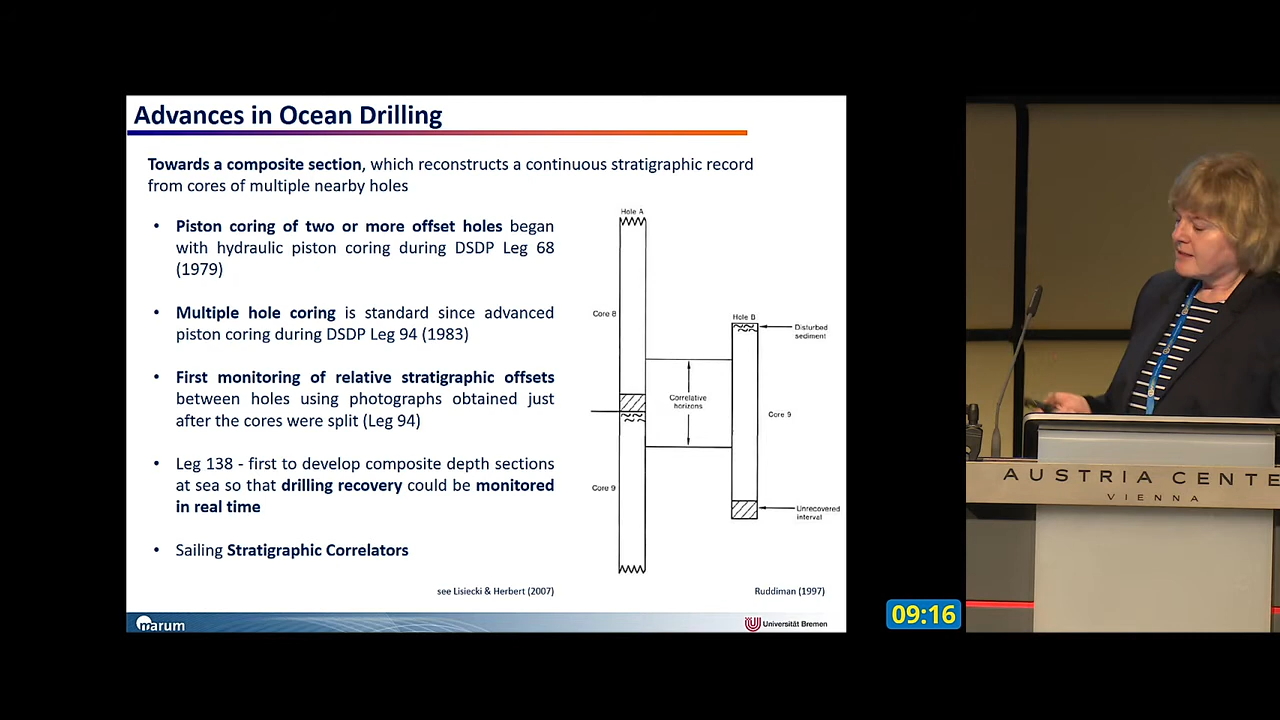 Advances in Ocean Drilling
Towards a composite section, which reconstructs a continuous stratigraphic record
from cores of multiple nearby holes
• Piston coring of two or more offset holes began
with hydraulic piston coring during DSDP Leg 68
(1979)
• Multiple hole coring is standard since advanced
piston coring during DSDP Leg 94 (1983)
• First monitoring of relative stratigraphic offsets
between holes using photographs obtained just
after the cores were split (Leg 94)
• Leg 138 - first to develop composite depth sections
at sea so that drilling recovery could be monitored
in real time
• Sailing Stratigraphic Correlators
see Lisiecki & Herbert (2007)
Hole A
Core 8
Core 9
Correlative
horizons
Hole B
Disturbed
sediment
Core 9
Unrecovered
interval
Ruddiman (1997)
marum
Universität Bremen
09:16
AUSTRIA CENTE
VIENNA